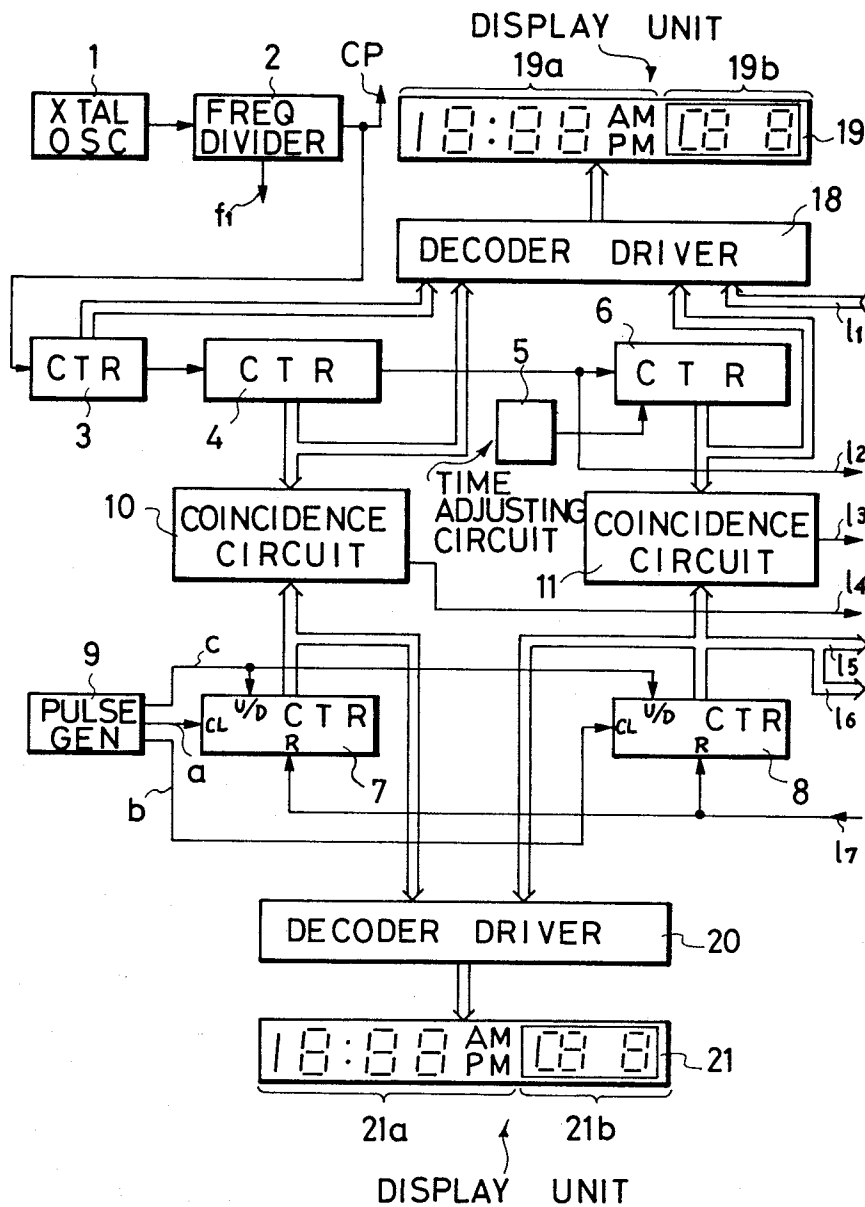 DISPLAY UNIT
1
2
CP
19a
19b
XTAL
OSC
FREQ
DIVIDER
18:88 AM
PM
C8 8
19
f1
18
DECODER DRIVER
l1
6
CTR
3
CTR
4
5
CTR
l2
TIME
ADJUSTING
CIRCUIT
10
COINCIDENCE
CIRCUIT
COINCIDENCE
CIRCUIT
11
l3
l4
c
l5
9
PULSE
GEN
a
b
CL
U/D
CTR
R
7
CL
U/D
CTR
R
8
l6
l7
DECODER DRIVER
20
18:88 AM
PM
C8 8
21
21a
21b
DISPLAY UNIT